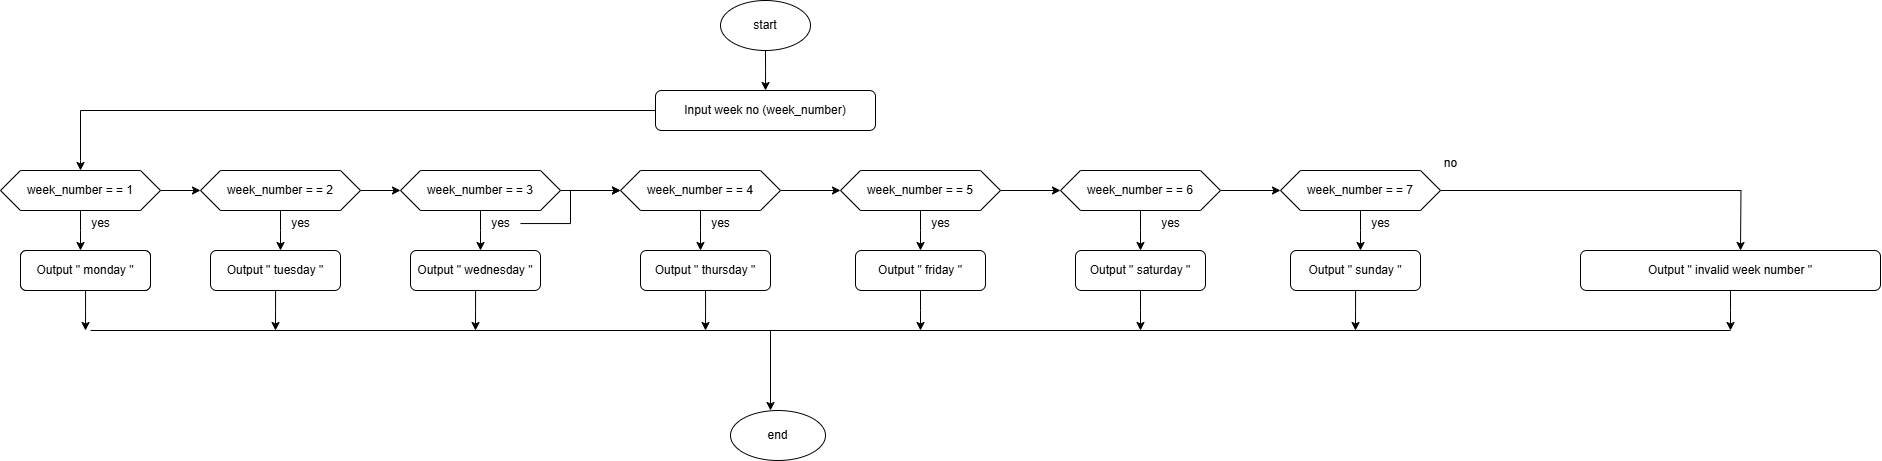 start
Input week no (week_number)
no
week_number = = 1
week_number = = 2
week_number = = 3
week_number = = 4
week_number = = 5
week_number = = 6
week_number = = 7
yes
yes
yes
yes
yes
yes
yes
Output " monday "
Output " tuesday "
Output " wednesday "
Output " thursday "
Output " friday "
Output " saturday "
Output " sunday "
Output " invalid week number "
end